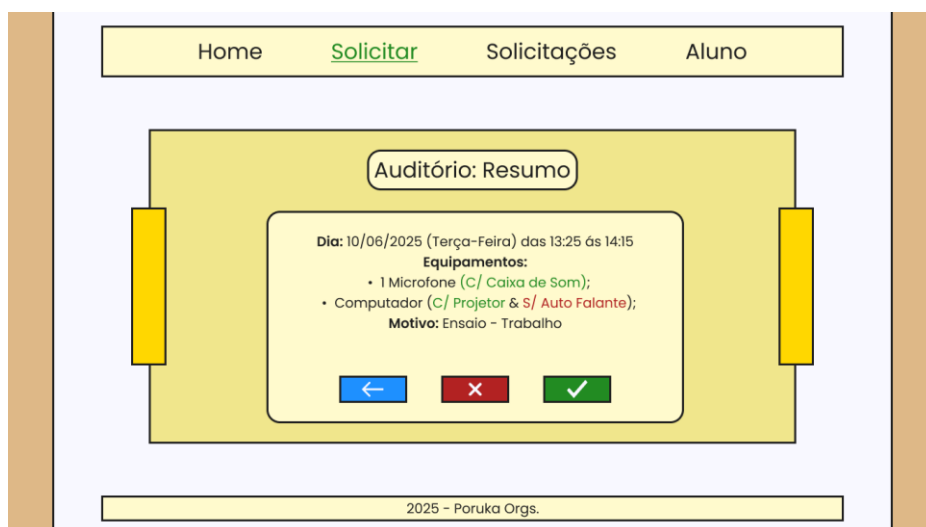 Home Solicitar Solicitações Aluno
Auditório: Resumo
Dia: 10/06/2025 (Terça-Feira) das 13:25 ás 14:15
Equipamentos:
• 1 Microfone (C/ Caixa de Som);
• Computador (C/ Projetor & S/ Auto Falante);
Motivo: Ensaio - Trabalho
2025 - Poruka Orgs.